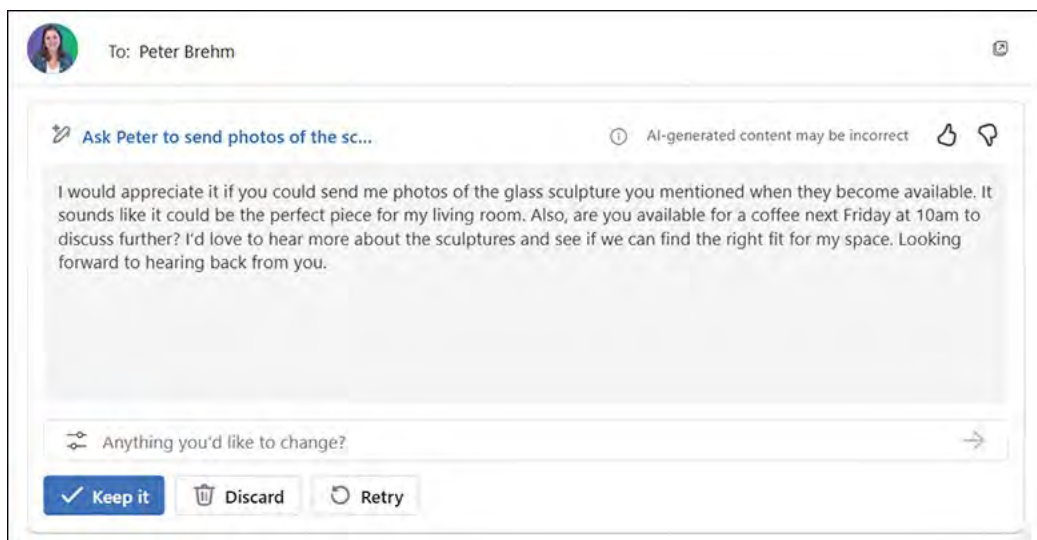 To: Peter Brehm
Ask Peter to send photos of the sc...
AI-generated content may be incorrect
I would appreciate it if you could send me photos of the glass sculpture you mentioned when they become available. It
sounds like it could be the perfect piece for my living room. Also, are you available for a coffee next Friday at 10am to
discuss further? I'd love to hear more about the sculptures and see if we can find the right fit for my space. Looking
forward to hearing back from you.
Anything you'd like to change?
Keep it Discard Retry